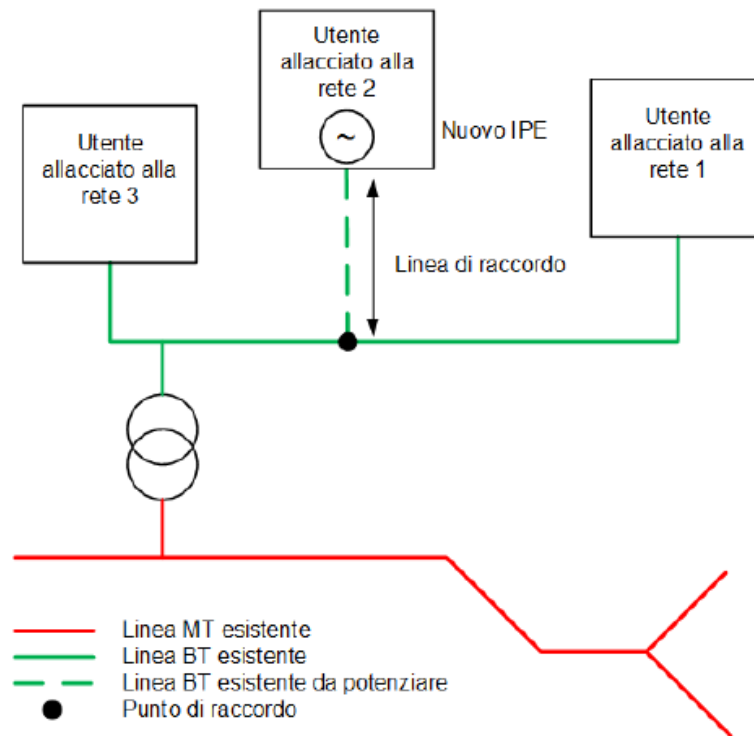 Utente
allacciato alla
rete 2
~
Nuovo IPE
Utente
allacciato alla
rete 3
Utente
allacciato alla
rete 1
Linea di raccordo
Linea MT esistente
Linea BT esistente
Linea BT esistente da potenziare
Punto di raccordo